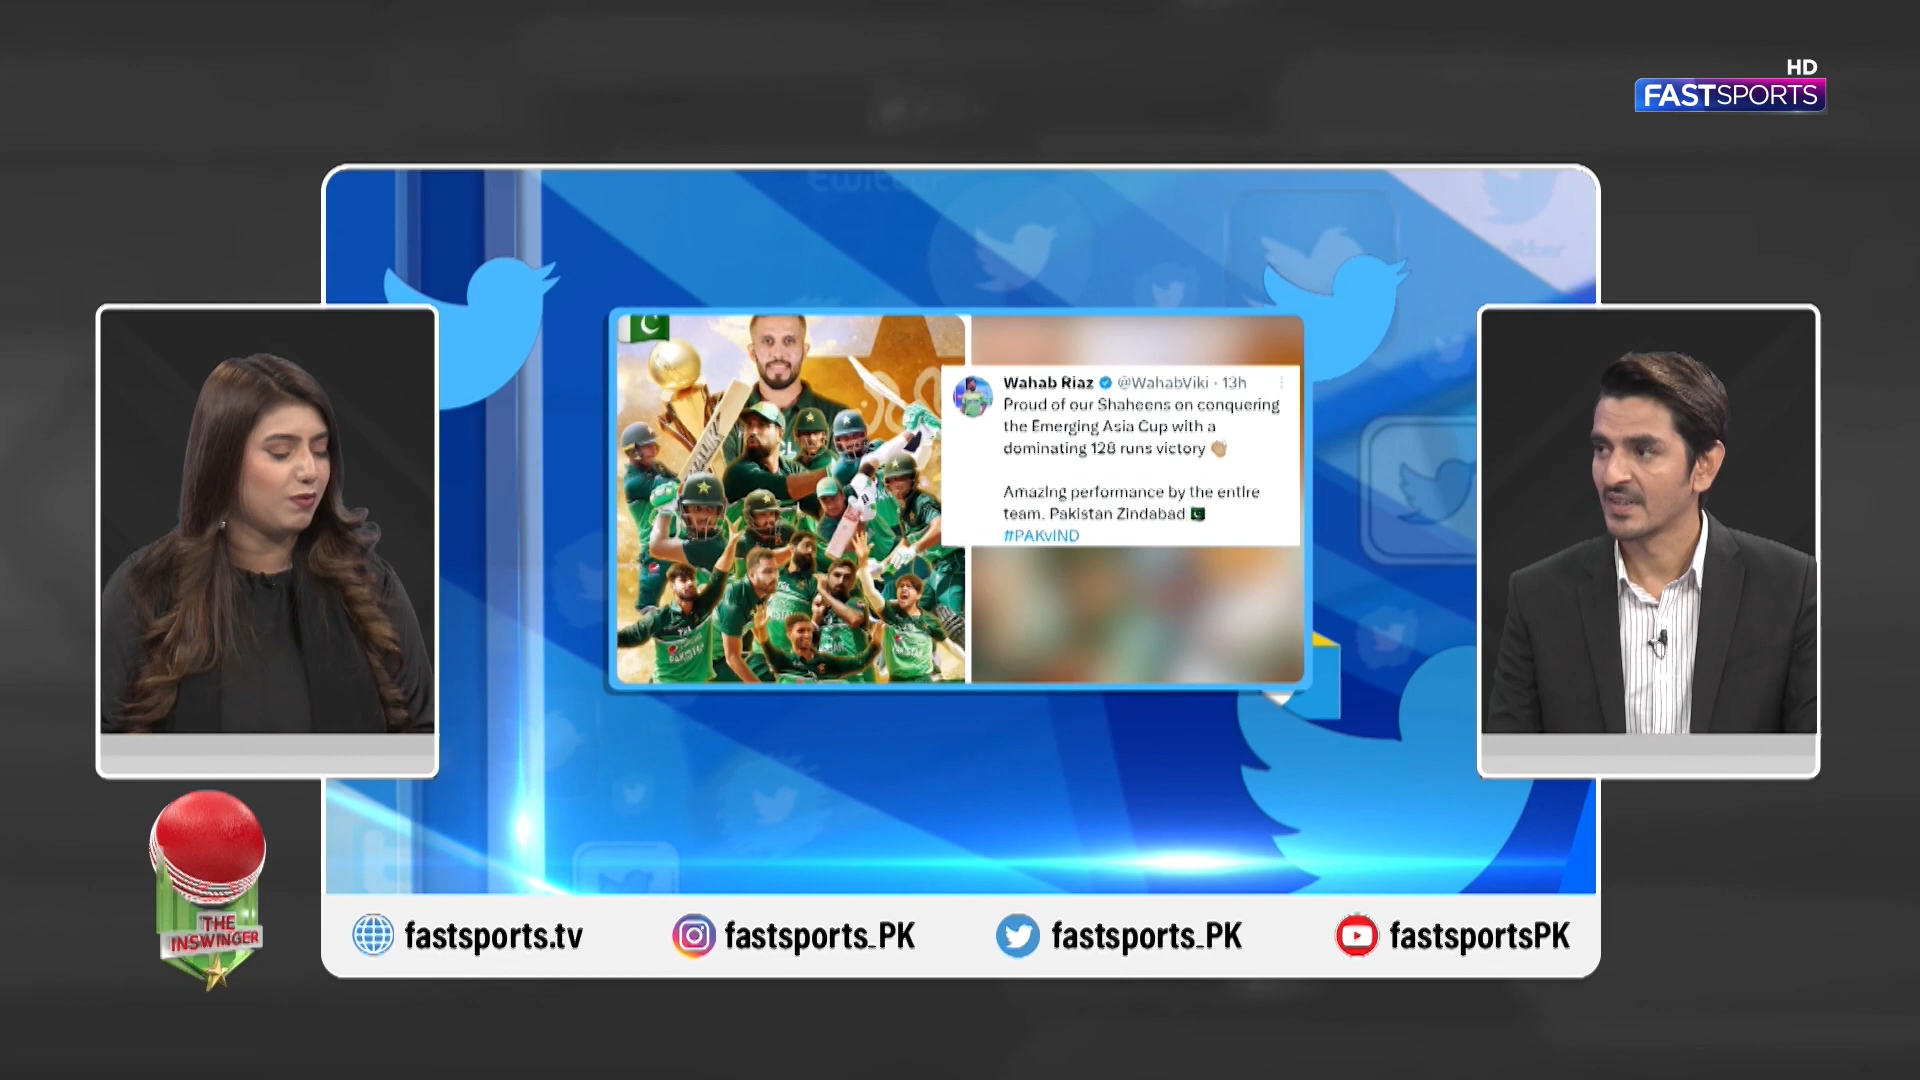 HD
FASTSPORTS
Wahab Riaz @WahabViki · 13h
Proud of our Shaheens on conquering
the Emerging Asia Cup with a
dominating 128 runs victory 👏🏼
Amazing performance by the entire
team. Pakistan Zindabad 🇵🇰
#PAKvIND
THE
INSWINGER
fastsports.tv
fastsports_PK
fastsports_PK
fastsportsPK